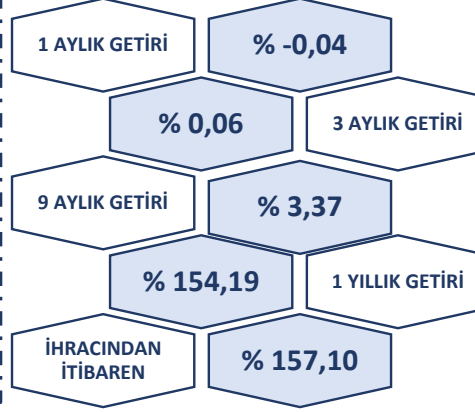 1 AYLIK GETİRİ
% -0,04
% 0,06
3 AYLIK GETİRİ
9 AYLIK GETİRİ
% 3,37
% 154,19
1 YILLIK GETİRİ
İHRACINDAN
İTİBAREN
% 157,10